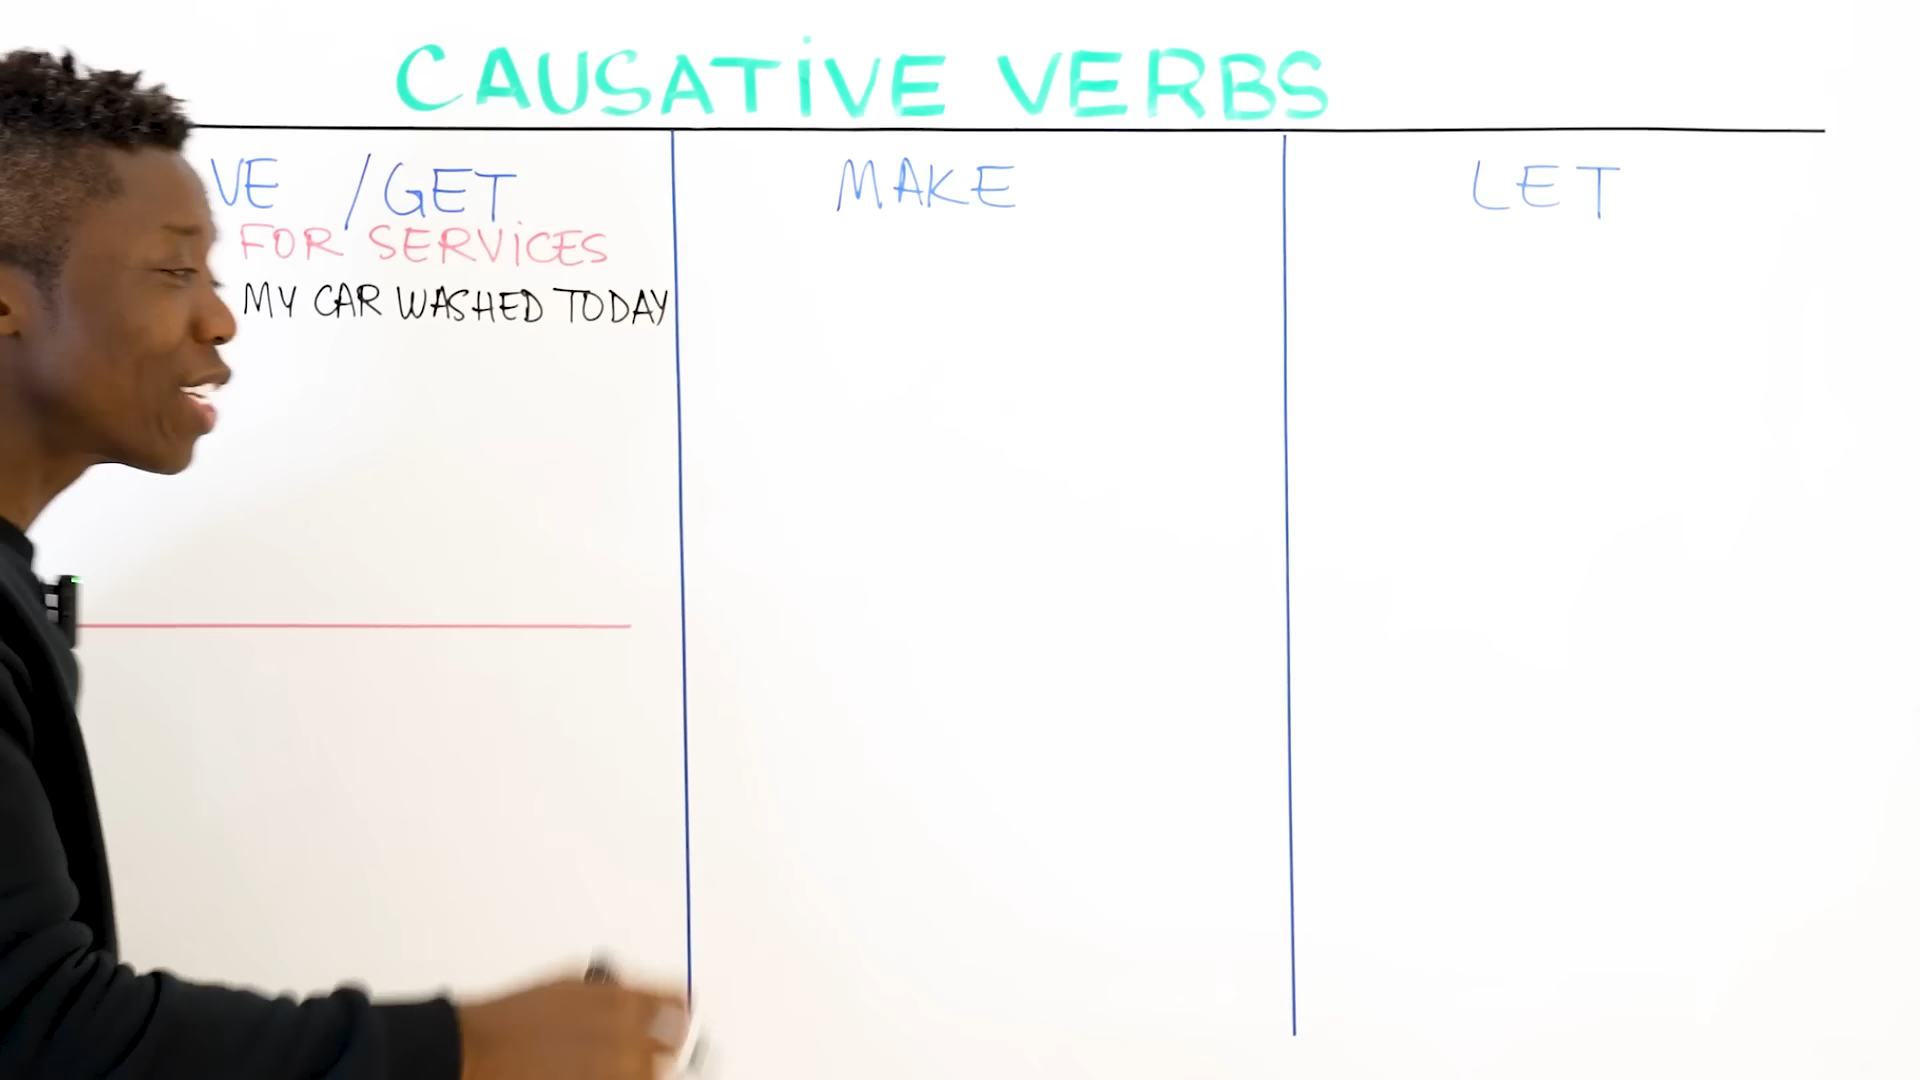 CAUSATIVE VERBS
VE / GET
MAKE
LET
FOR SERVICES
MY CAR WASHED TODAY